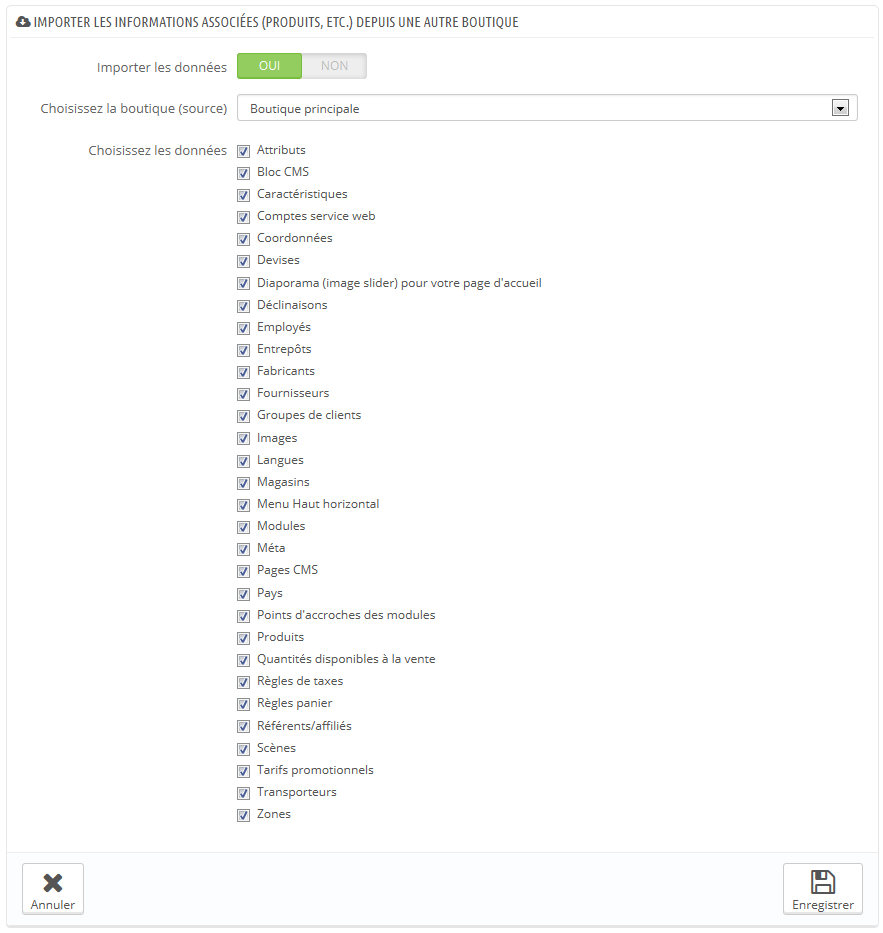 IMPORTER LES INFORMATIONS ASSOCIÉES (PRODUITS, ETC.) DEPUIS UNE AUTRE BOUTIQUE
Importer les données OUI NON
Choisissez la boutique (source) Boutique principale
Choisissez les données Attributs
Bloc CMS
Caractéristiques
Comptes service web
Coordonnées
Devises
Diaporama (image slider) pour votre page d'accueil
Déclinaisons
Employés
Entrepôts
Fabricants
Fournisseurs
Groupes de clients
Images
Langues
Magasins
Menu Haut horizontal
Modules
Méta
Pages CMS
Pays
Points d'accroches des modules
Produits
Quantités disponibles à la vente
Règles de taxes
Règles panier
Référents/affiliés
Scènes
Tarifs promotionnels
Transporteurs
Zones
Annuler Enregistrer